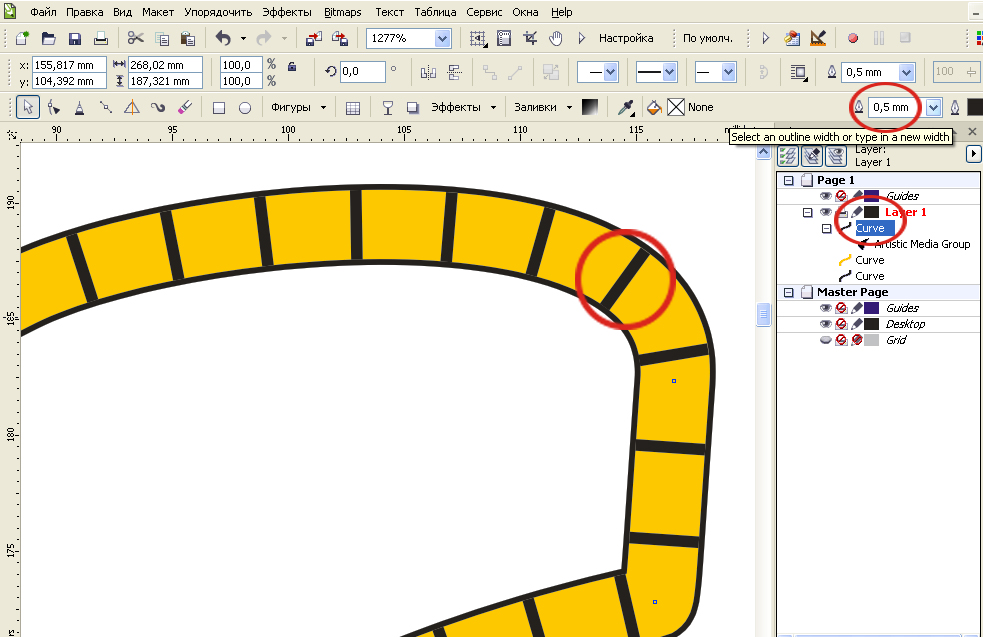 Файл Правка Вид Макет Упорядочить Эффекты Bitmaps Текст Таблица Сервис Окна Help
1277% Настройка По умолч.
x: 155,817 mm 268,02 mm 100,0 % 0,0 ° 0,5 mm 100
y: 104,392 mm 187,321 mm 100,0 %
Фигуры Эффекты Заливки None 0,5 mm
Select an outline width or type in a new width
90 95 100 105 110 115
Layer:
Layer 1
Page 1
Guides
Layer 1
Curve
Artistic Media Group
Curve
Curve
Master Page
Guides
Desktop
Grid
190
185
180
175